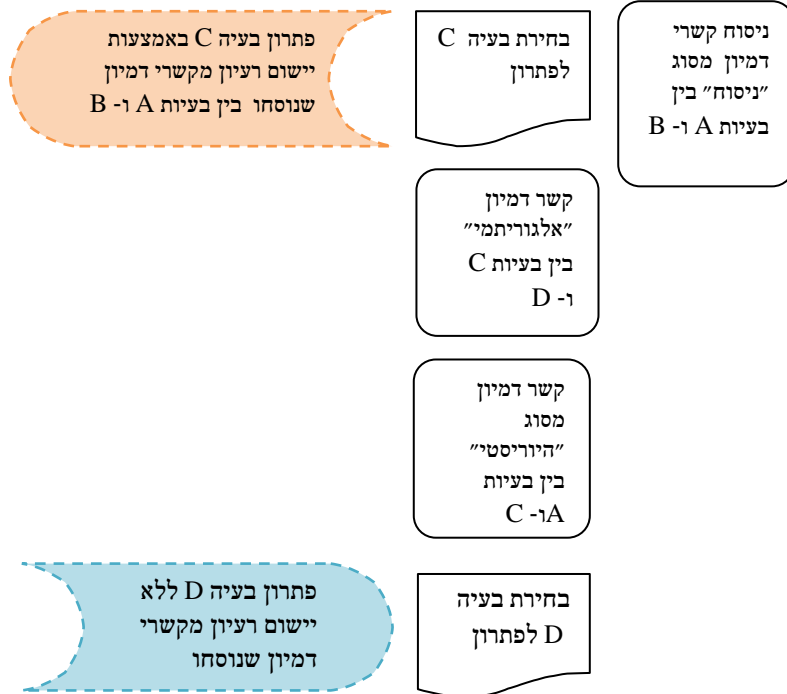 ניסוח קשרי
דמיון מסוג
"ניסוח" בין
בעיות A ו- B
בחירת בעיה C
לפתרון
פתרון בעיה C באמצעות
יישום רעיון מקשרי דמיון
שנוסחו בין בעיות A ו- B
קשר דמיון
"אלגוריתמי"
בין בעיות C
ו- D
קשר דמיון
מסוג
"היוריסטי"
בין בעיות
Aו- C
בחירת בעיה
D לפתרון
פתרון בעיה D ללא
יישום רעיון מקשרי
דמיון שנוסחו